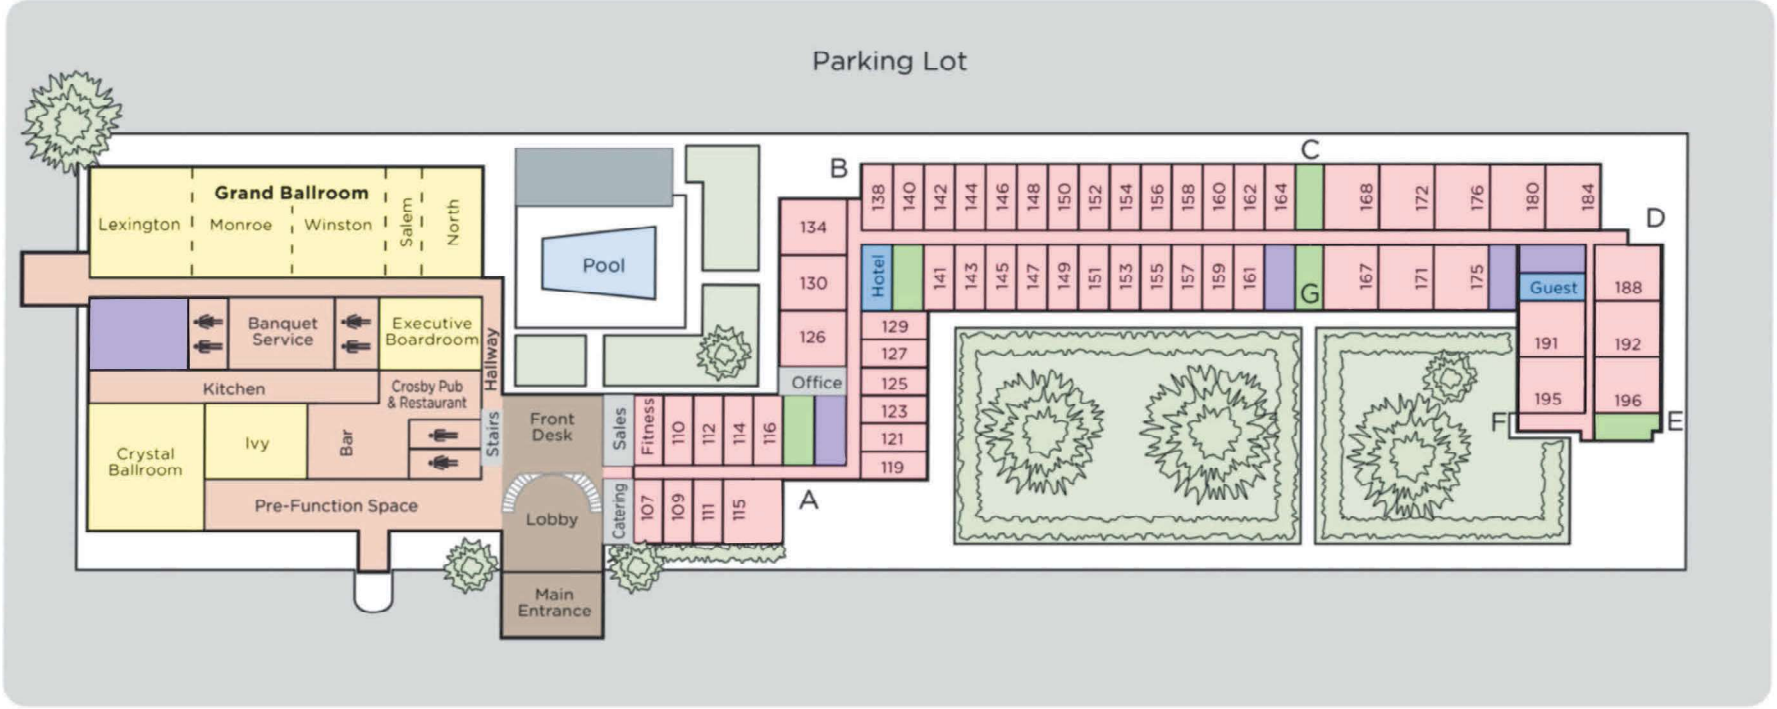 Parking Lot
C
B
138 140 142 144 146 148 150 152 154 156 158 160 162 164 168 172 176 180 184
D
Grand Ballroom
Lexington Monroe Winston Salem North
134
Pool
130
Hotel 141 143 145 147 149 151 153 155 157 159 161 G 167 171 175 Guest 188
Banquet
Service
Executive
Boardroom
Hallway
126
129
127
191 192
Kitchen
Crosby Pub
& Restaurant
Office
125
195 196
Crystal
Ballroom
Ivy
Bar
Stairs
Front
Desk
Sales
Fitness
110 112 114 116
123
121
119
F E
Pre-Function Space
Lobby
Catering
107 109 111 115
A
Main
Entrance